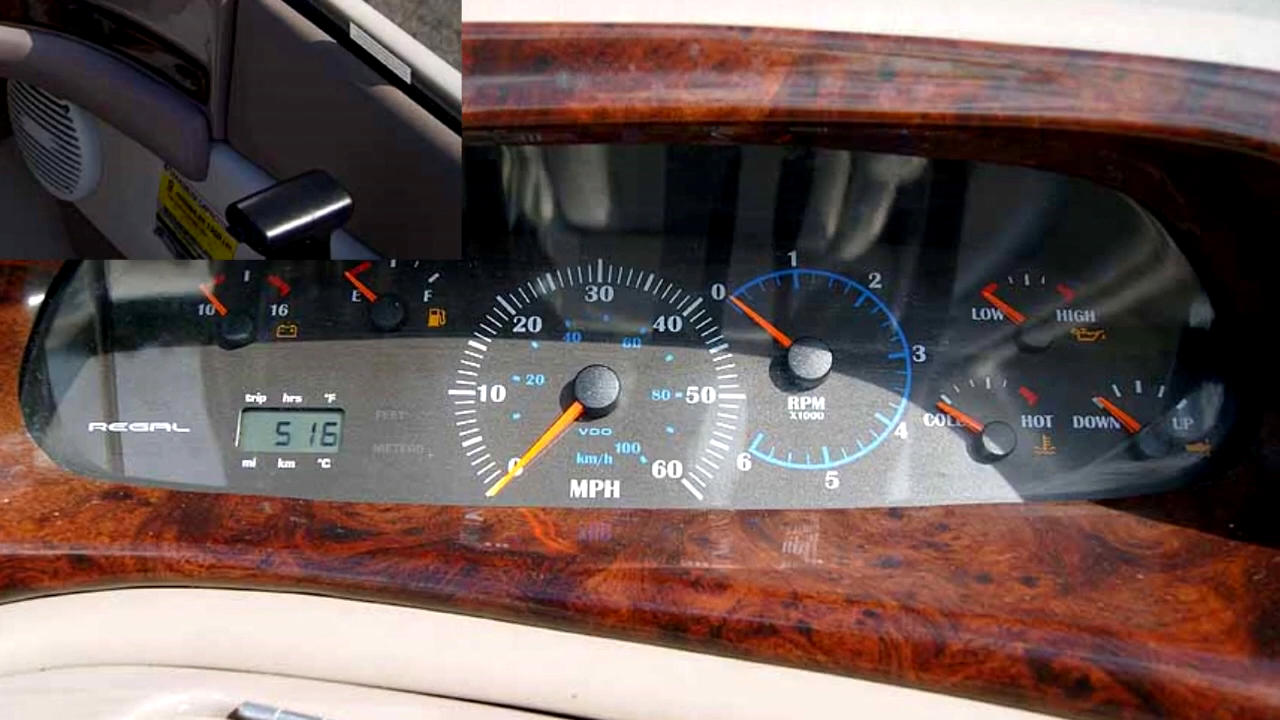 10 16
E F
30
20 40
40 60
10 20 80 50
VDO
km/h 100
0 60
MPH
REGAL
trip hrs °F
516
mi km °C
FEET
METERS
0 1 2 3 4 5 6
RPM
X1000
LOW HIGH
COLD HOT
DOWN UP